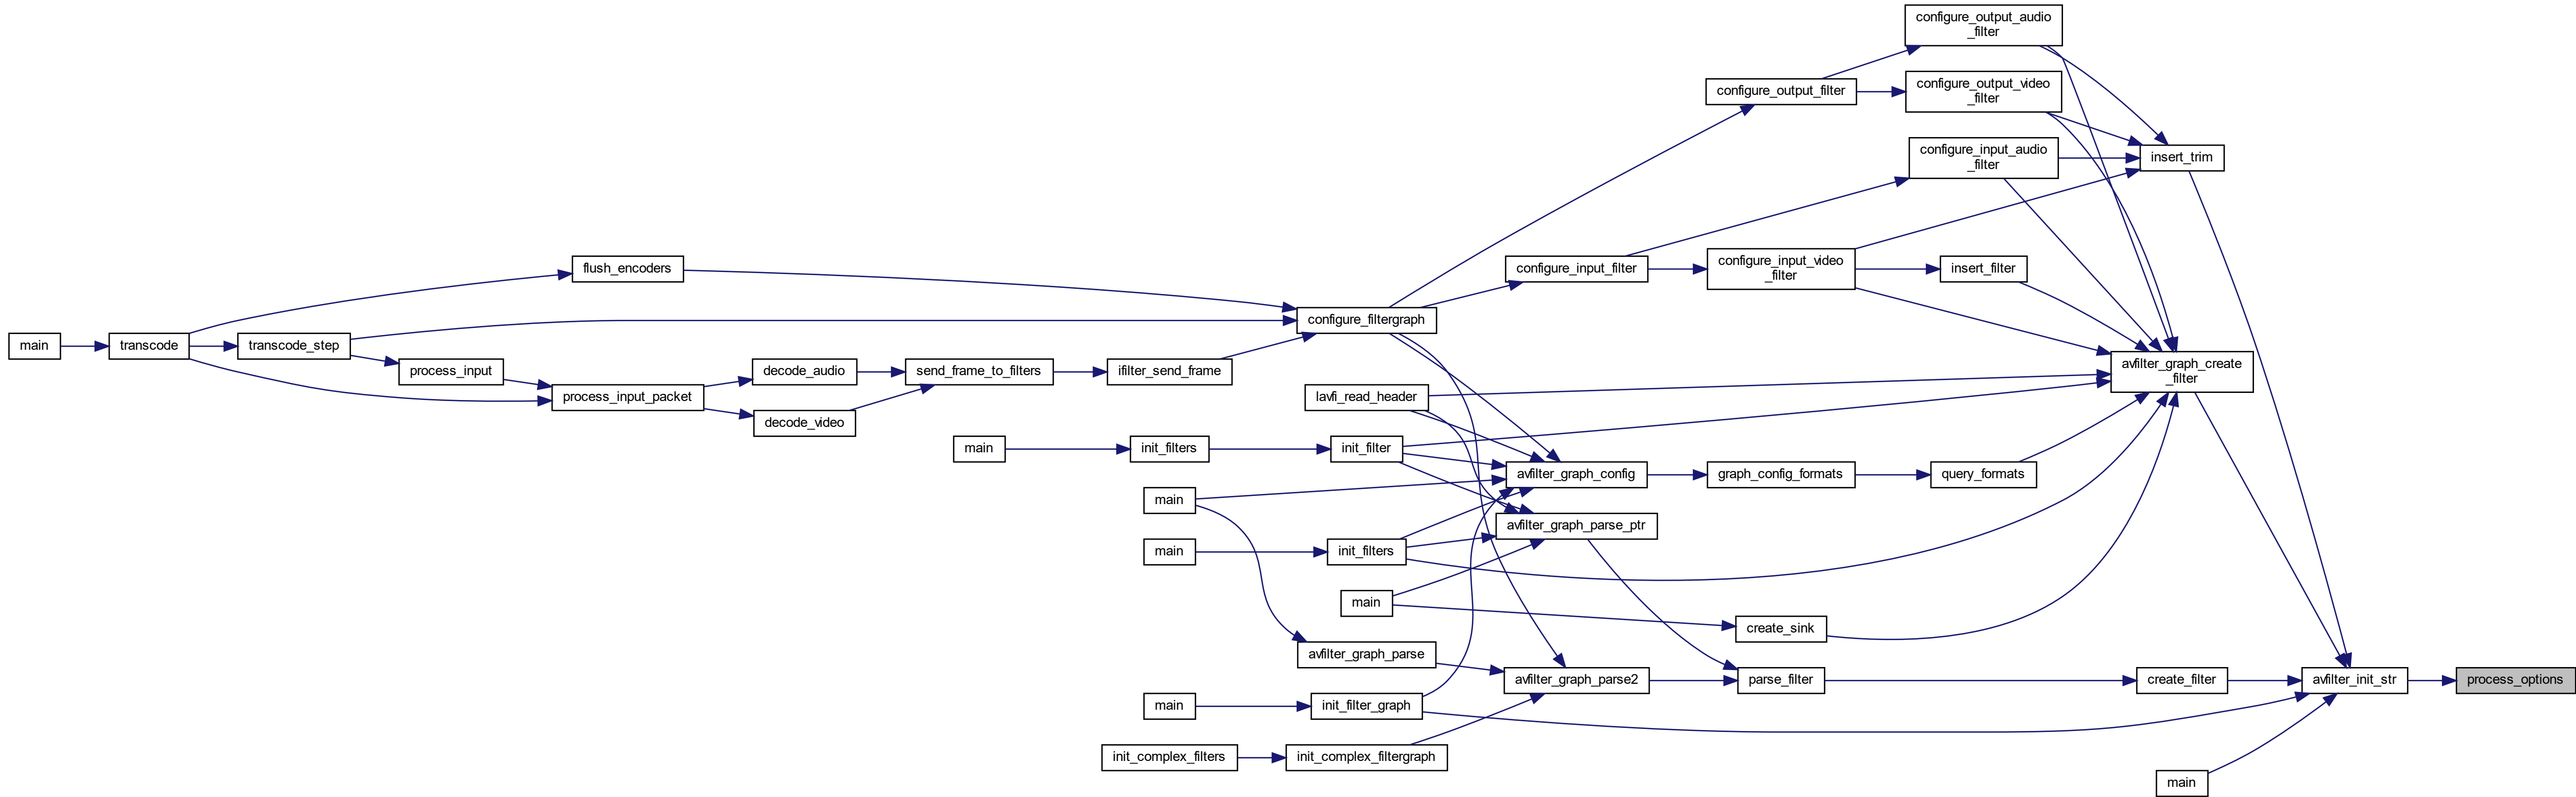 configure_output_audio
_filter
configure_output_filter
configure_output_video
_filter
configure_input_audio
_filter
insert_trim
flush_encoders
configure_input_filter
configure_input_video
_filter
insert_filter
main
transcode
transcode_step
process_input
process_input_packet
decode_audio
decode_video
send_frame_to_filters
ifilter_send_frame
configure_filtergraph
lavfi_read_header
avfilter_graph_create
_filter
main
init_filters
init_filter
avfilter_graph_config
graph_config_formats
query_formats
main
avfilter_graph_parse_ptr
main
init_filters
main
create_sink
avfilter_graph_parse
avfilter_graph_parse2
parse_filter
create_filter
avfilter_init_str
process_options
main
init_filter_graph
init_complex_filters
init_complex_filtergraph
main